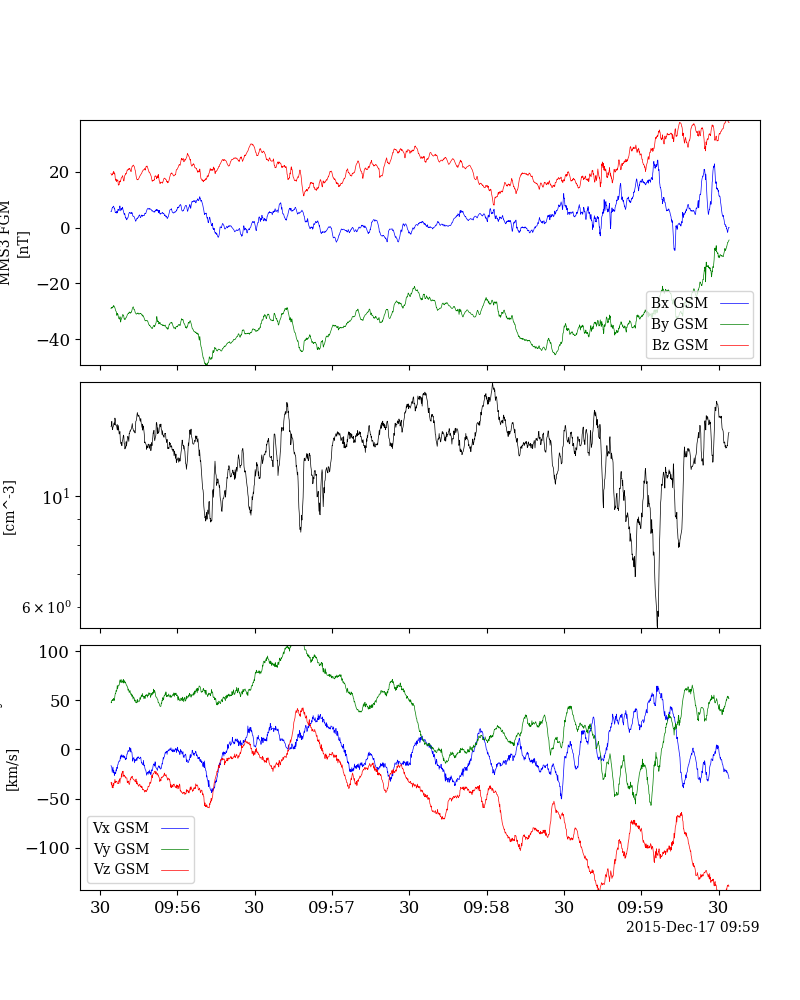 20
0
−20
−40
MMS3 FGM
[nT]
Bx GSM
By GSM
Bz GSM
10^1
6 × 10^0
[cm^-3]
100
50
0
−50
−100
[km/s]
Vx GSM
Vy GSM
Vz GSM
30 09:56 30 09:57 30 09:58 30 09:59 30
2015-Dec-17 09:59